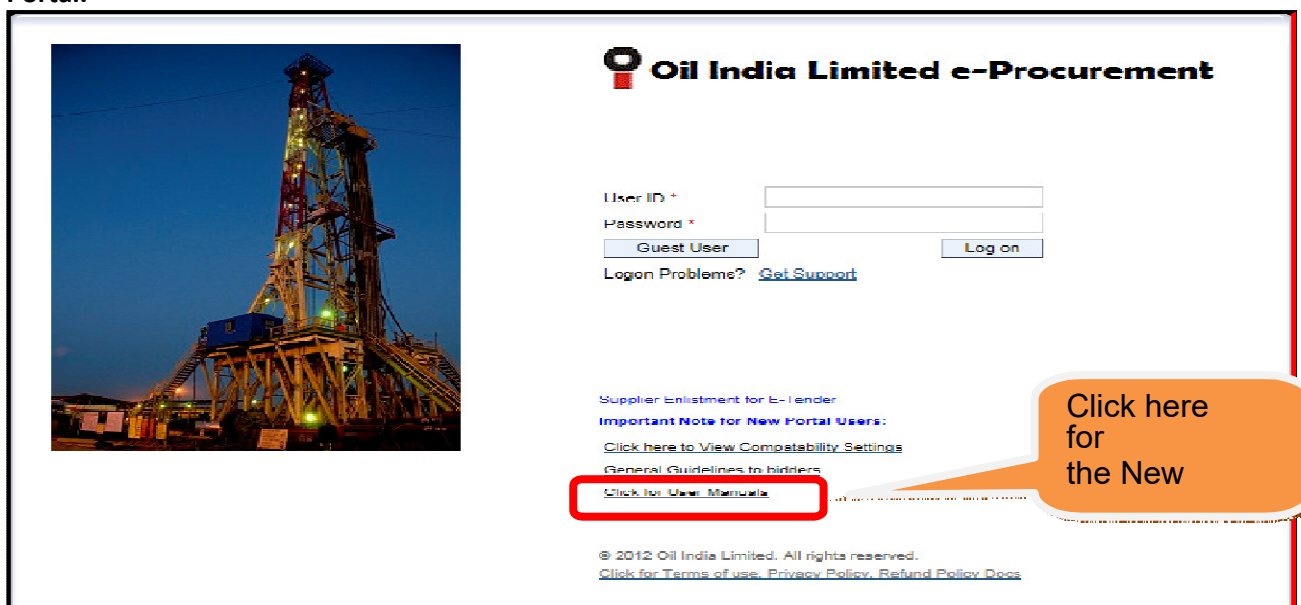 Oil India Limited e-Procurement
User ID *
Password *
Guest User
Log on
Logon Problems? Get Support
Supplier Enlistment for E-Tender
Important Note for New Portal Users:
Click here to View Compatability Settings
General Guidelines to bidders
Click for User Manuals
Click here
for
the New
© 2012 Oil India Limited. All rights reserved.
Click for Terms of use, Privacy Policy, Refund Policy Docs